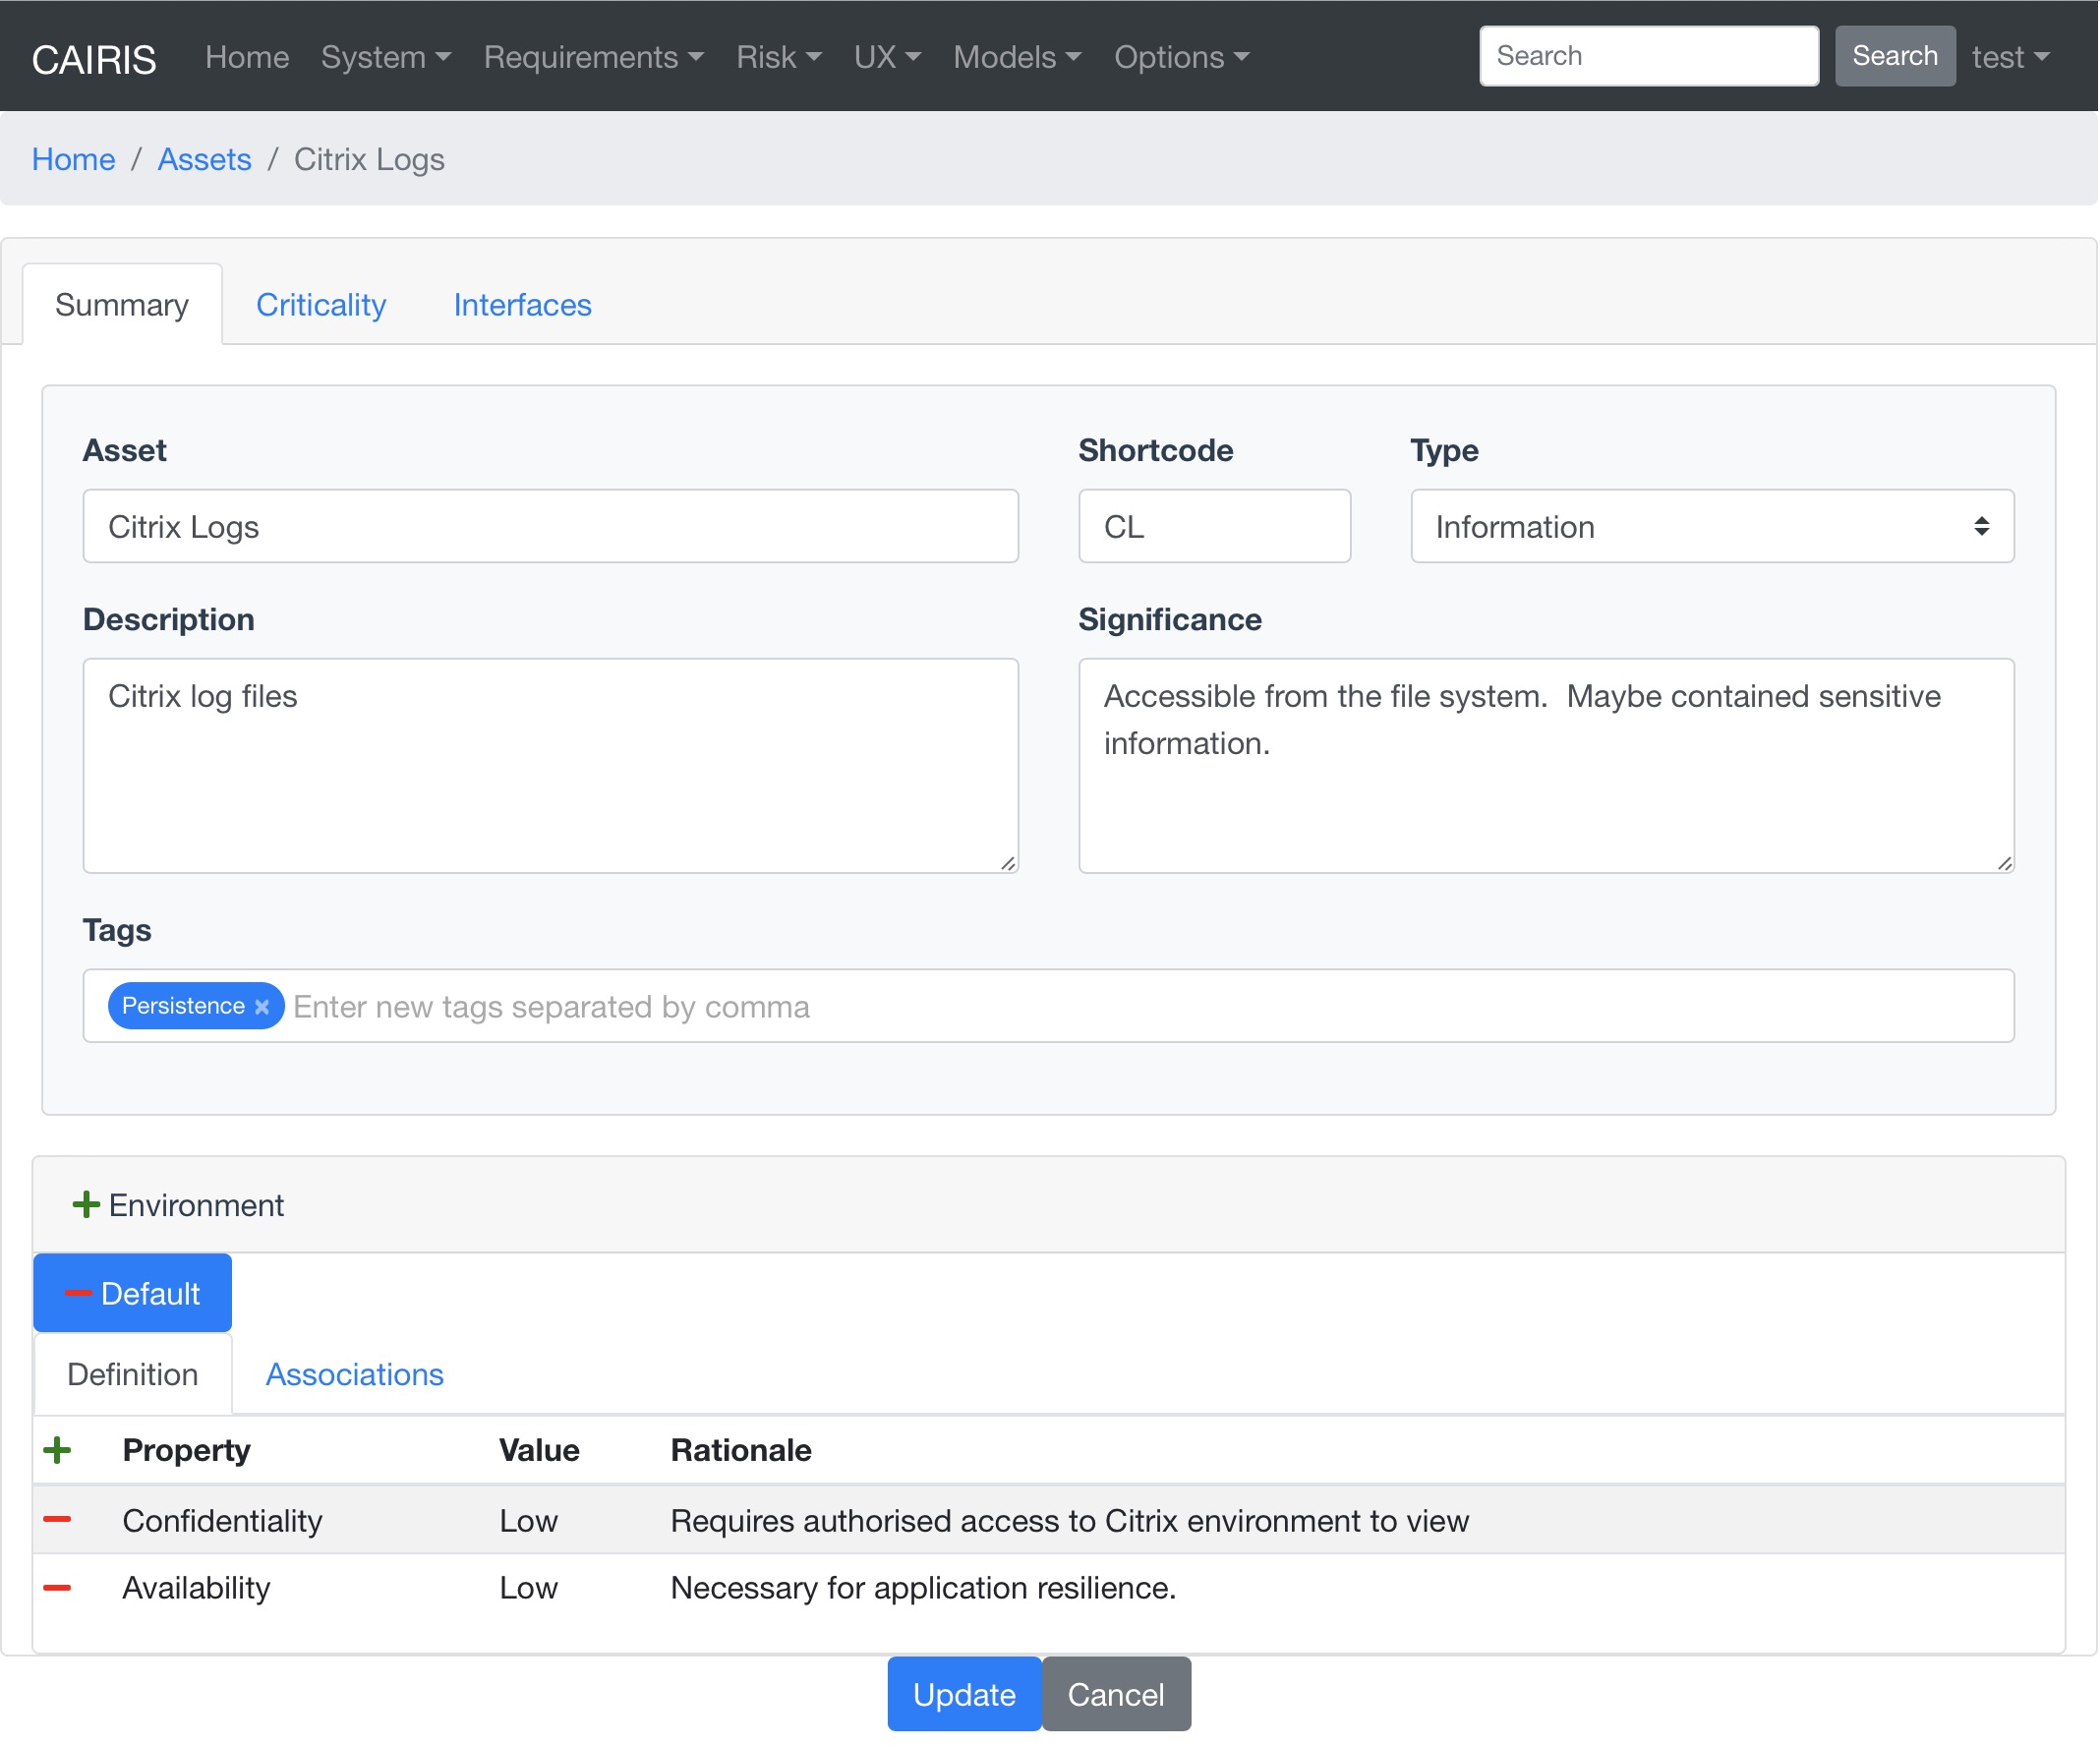 CAIRIS Home System Requirements Risk UX Models Options Search Search test
Home / Assets / Citrix Logs
Summary Criticality Interfaces
Asset Shortcode Type
Citrix Logs CL Information
Description Significance
Citrix log files Accessible from the file system.  Maybe contained sensitive
information.
Tags
Persistence × Enter new tags separated by comma
+ Environment
Default
Definition Associations
+ Property Value Rationale
Confidentiality Low Requires authorised access to Citrix environment to view
Availability Low Necessary for application resilience.
Update Cancel